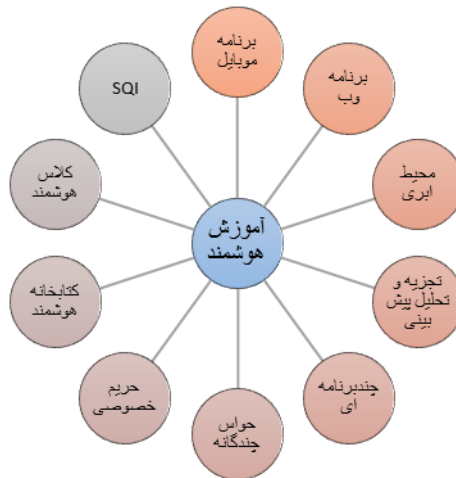 آموزش
هوشمند
برنامه
موبایل
برنامه
وب
محیط
ابری
تجزیه و
تحلیل پیش
بینی
چندبرنامه
ای
حواس
چندگانه
حریم
خصوصی
کتابخانه
هوشمند
کلاس
هوشمند
SQI